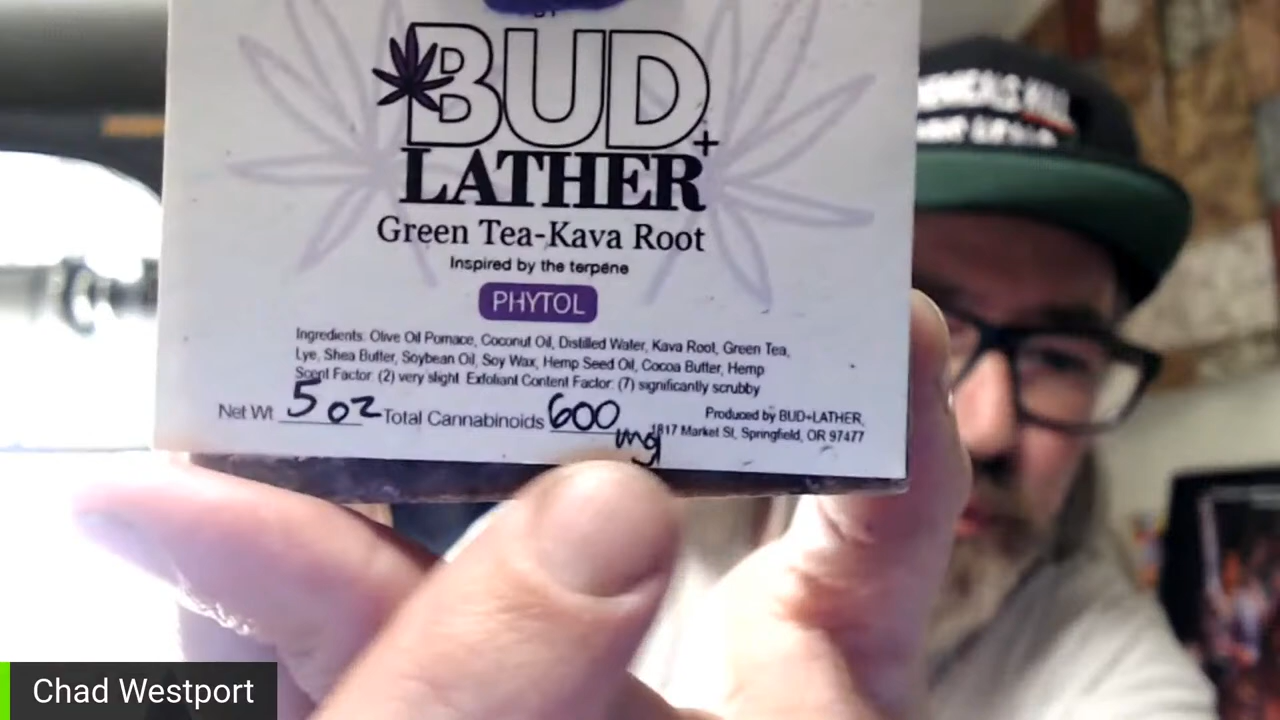 BY
BUD+
LATHER
Green Tea-Kava Root
Inspired by the terpene
PHYTOL
Ingredients: Olive Oil Pomace, Coconut Oil, Distilled Water, Kava Root, Green Tea,
Lye, Shea Butter, Soybean Oil, Soy Wax, Hemp Seed Oil, Cocoa Butter, Hemp
Scent Factor: (2) very slight Exfoliant Content Factor: (7) significantly scrubby
Net Wt 5 oz Total Cannabinoids 600 mg
Produced by BUD+LATHER,
1817 Market St, Springfield, OR 97477
Chad Westport